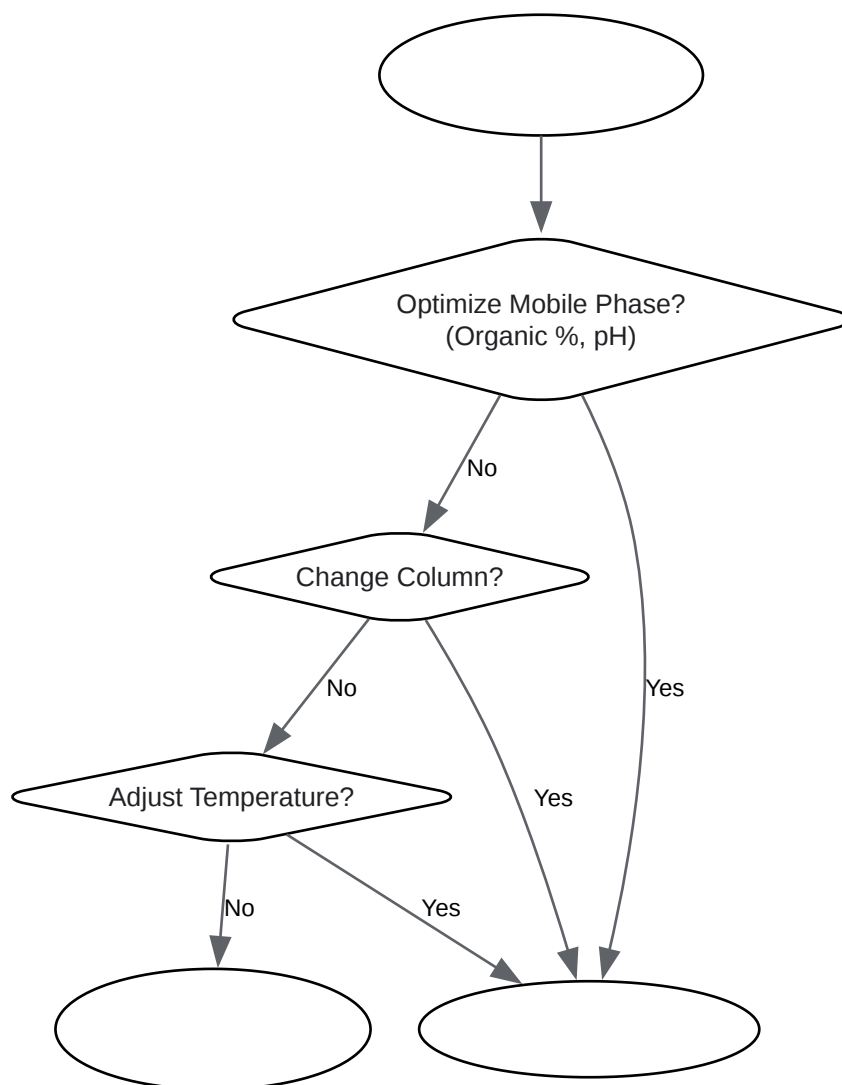 Optimize Mobile Phase?
(Organic %, pH)
No
Change Column?
No
Yes
Adjust Temperature?
Yes
No
Yes